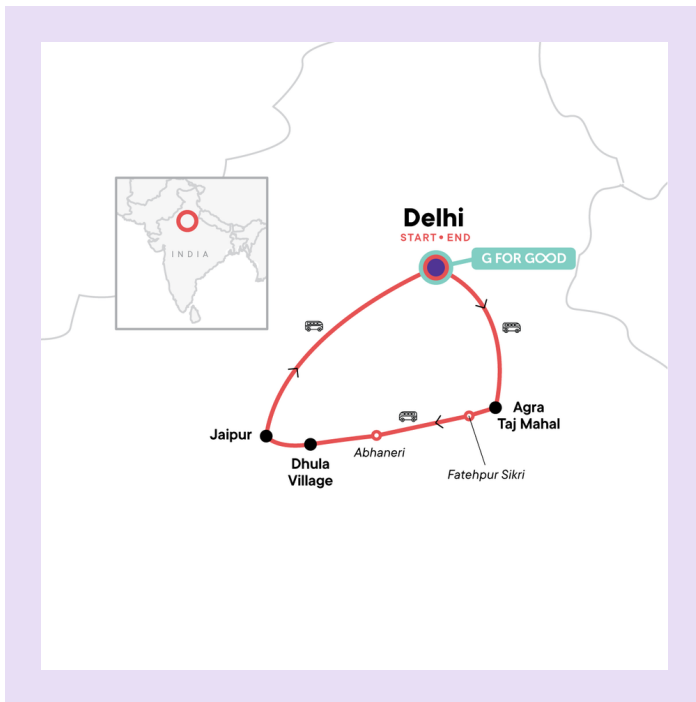 Delhi
START • END
G FOR GOOD
INDIA
Agra
Taj Mahal
Jaipur
Dhula
Village
Abhaneri
Fatehpur Sikri